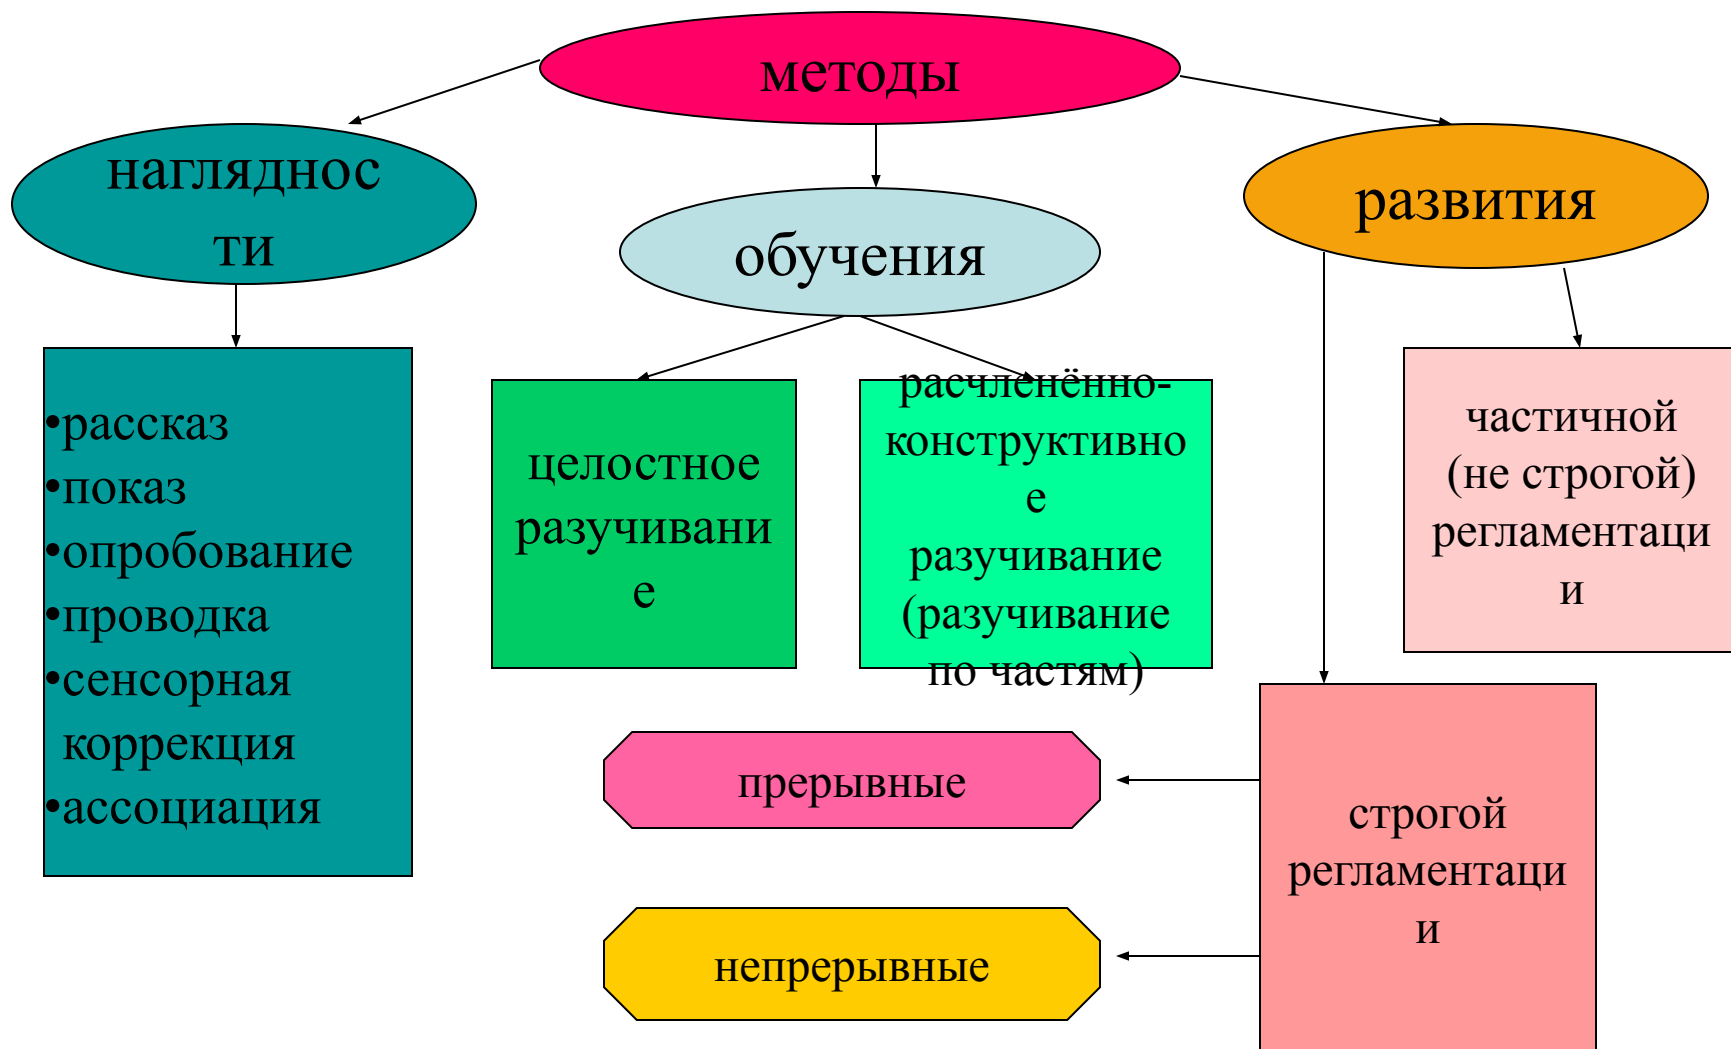 методы
нагляднос
ти
обучения
развития
•рассказ
•показ
•опробование
•проводка
•сенсорная
коррекция
•ассоциация
целостное
разучивани
е
расчленённо-
конструктивно
е
разучивание
(разучивание
по частям)
частичной
(не строгой)
регламентаци
и
прерывные
непрерывные
строгой
регламентаци
и